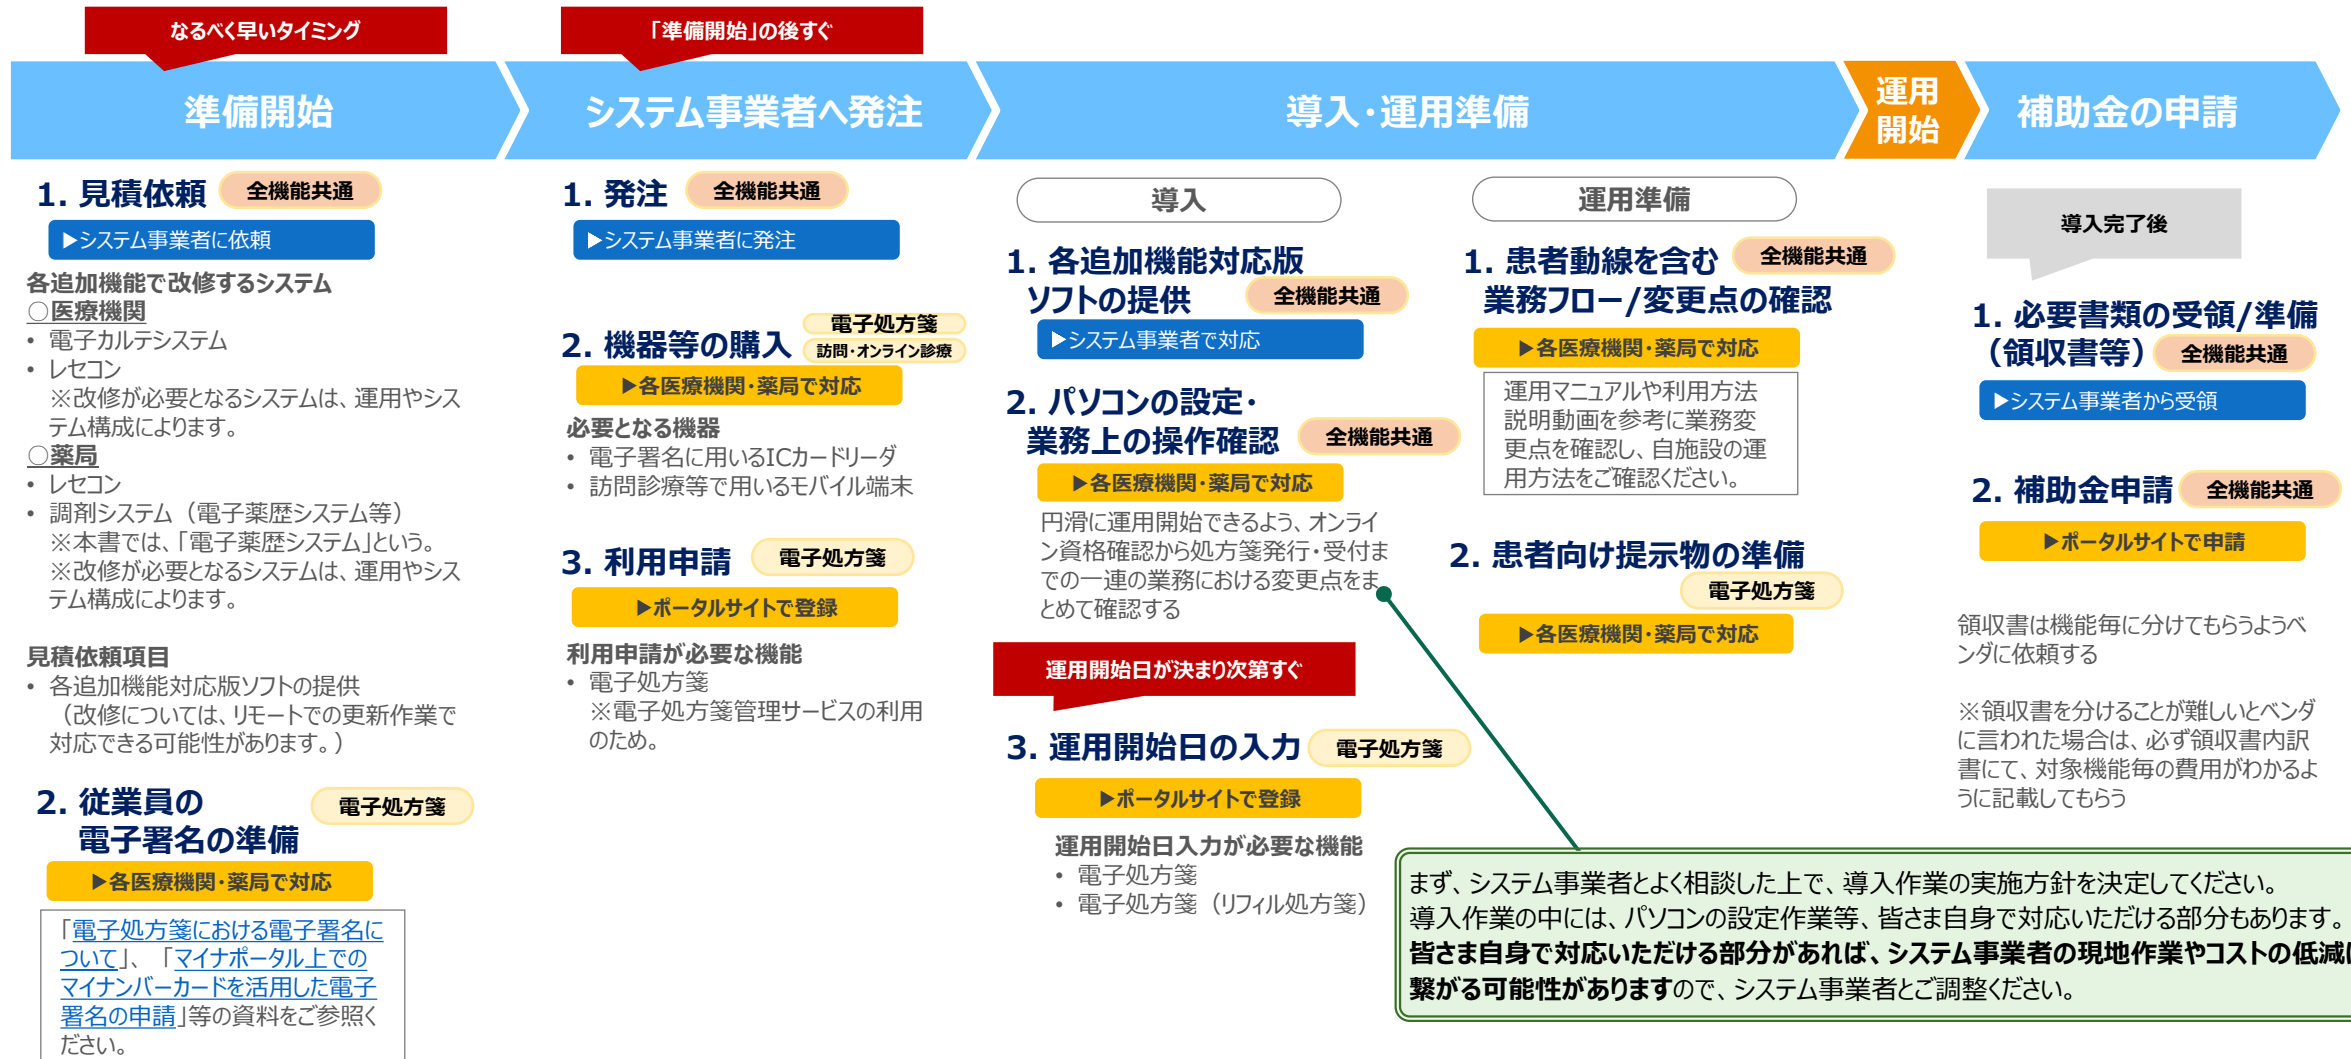 なるべく早いタイミング
「準備開始」の後すぐ
準備開始
システム事業者へ発注
導入・運用準備
運用
開始
補助金の申請
1. 見積依頼
全機能共通
▶システム事業者に依頼
各追加機能で改修するシステム
○医療機関
• 電子カルテシステム
• レセコン
※改修が必要となるシステムは、運用やシス
テム構成によります。
○薬局
• レセコン
• 調剤システム（電子薬歴システム等）
※本書では、「電子薬歴システム」という。
※改修が必要となるシステムは、運用やシス
テム構成によります。
見積依頼項目
• 各追加機能対応版ソフトの提供
（改修については、リモートでの更新作業で
対応できる可能性があります。）
2. 従業員の
電子署名の準備
電子処方箋
▶各医療機関・薬局で対応
「電子処方箋における電子署名に
ついて」、「マイナポータル上での
マイナンバーカードを活用した電子
署名の申請」等の資料をご参照く
ださい。
1. 発注
全機能共通
▶システム事業者に発注
2. 機器等の購入
電子処方箋
訪問・オンライン診療
▶各医療機関・薬局で対応
必要となる機器
• 電子署名に用いるICカードリーダ
• 訪問診療等で用いるモバイル端末
3. 利用申請
電子処方箋
▶ポータルサイトで登録
利用申請が必要な機能
• 電子処方箋
※電子処方箋管理サービスの利用
のため。
導入
1. 各追加機能対応版
ソフトの提供
全機能共通
▶システム事業者で対応
2. パソコンの設定・
業務上の操作確認
全機能共通
▶各医療機関・薬局で対応
円滑に運用開始できるよう、オンライ
ン資格確認から処方箋発行・受付ま
での一連の業務における変更点をま
とめて確認する
運用開始日が決まり次第すぐ
3. 運用開始日の入力
電子処方箋
▶ポータルサイトで登録
運用開始日入力が必要な機能
• 電子処方箋
• 電子処方箋（リフィル処方箋）
運用準備
1. 患者動線を含む
業務フロー/変更点の確認
全機能共通
▶各医療機関・薬局で対応
運用マニュアルや利用方法
説明動画を参考に業務変
更点を確認し、自施設の運
用方法をご確認ください。
2. 患者向け提示物の準備
電子処方箋
▶各医療機関・薬局で対応
導入完了後
1. 必要書類の受領/準備
（領収書等）
全機能共通
▶システム事業者から受領
2. 補助金申請
全機能共通
▶ポータルサイトで申請
領収書は機能毎に分けてもらうようベ
ンダに依頼する
※領収書を分けることが難しいとベンダ
に言われた場合は、必ず領収書内訳
書にて、対象機能毎の費用がわかるよ
うに記載してもらう
まず、システム事業者とよく相談した上で、導入作業の実施方針を決定してください。
導入作業の中には、パソコンの設定作業等、皆さま自身で対応いただける部分もあります。
皆さま自身で対応いただける部分があれば、システム事業者の現地作業やコストの低減に
繋がる可能性がありますので、システム事業者とご調整ください。